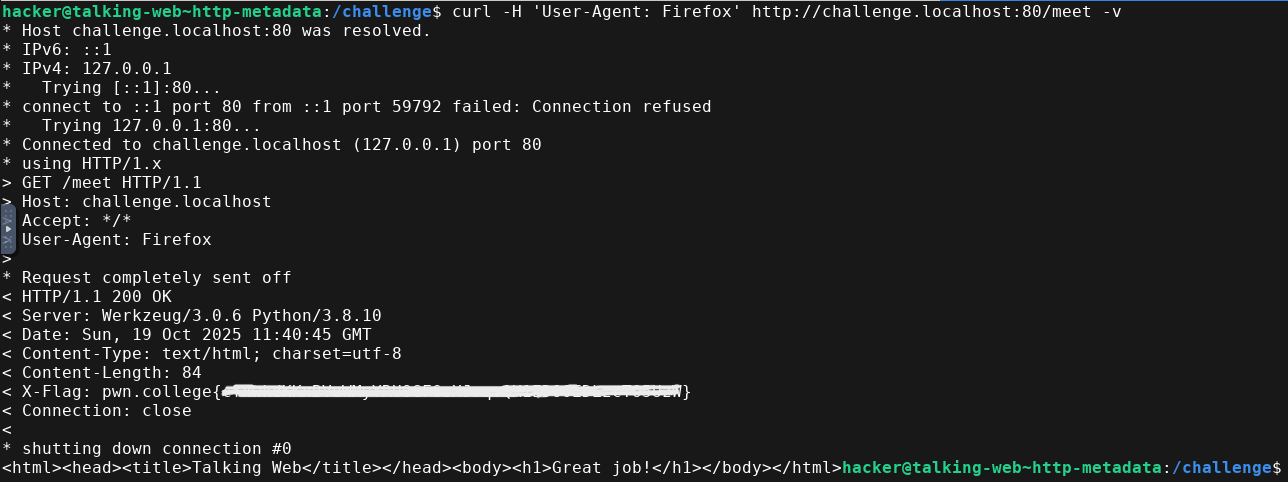 hacker@talking-web~http-metadata:/challenge$ curl -H 'User-Agent: Firefox' http://challenge.localhost:80/meet -v
* Host challenge.localhost:80 was resolved.
* IPv6: ::1
* IPv4: 127.0.0.1
*   Trying [::1]:80...
* connect to ::1 port 80 from ::1 port 59792 failed: Connection refused
*   Trying 127.0.0.1:80...
* Connected to challenge.localhost (127.0.0.1) port 80
* using HTTP/1.x
> GET /meet HTTP/1.1
> Host: challenge.localhost
Accept: */*
User-Agent: Firefox
>
* Request completely sent off
< HTTP/1.1 200 OK
< Server: Werkzeug/3.0.6 Python/3.8.10
< Date: Sun, 19 Oct 2025 11:40:45 GMT
< Content-Type: text/html; charset=utf-8
< Content-Length: 84
< X-Flag: pwn.college{}
< Connection: close
<
* shutting down connection #0
<html><head><title>Talking Web</title></head><body><h1>Great job!</h1></body></html>hacker@talking-web~http-metadata:/challenge$